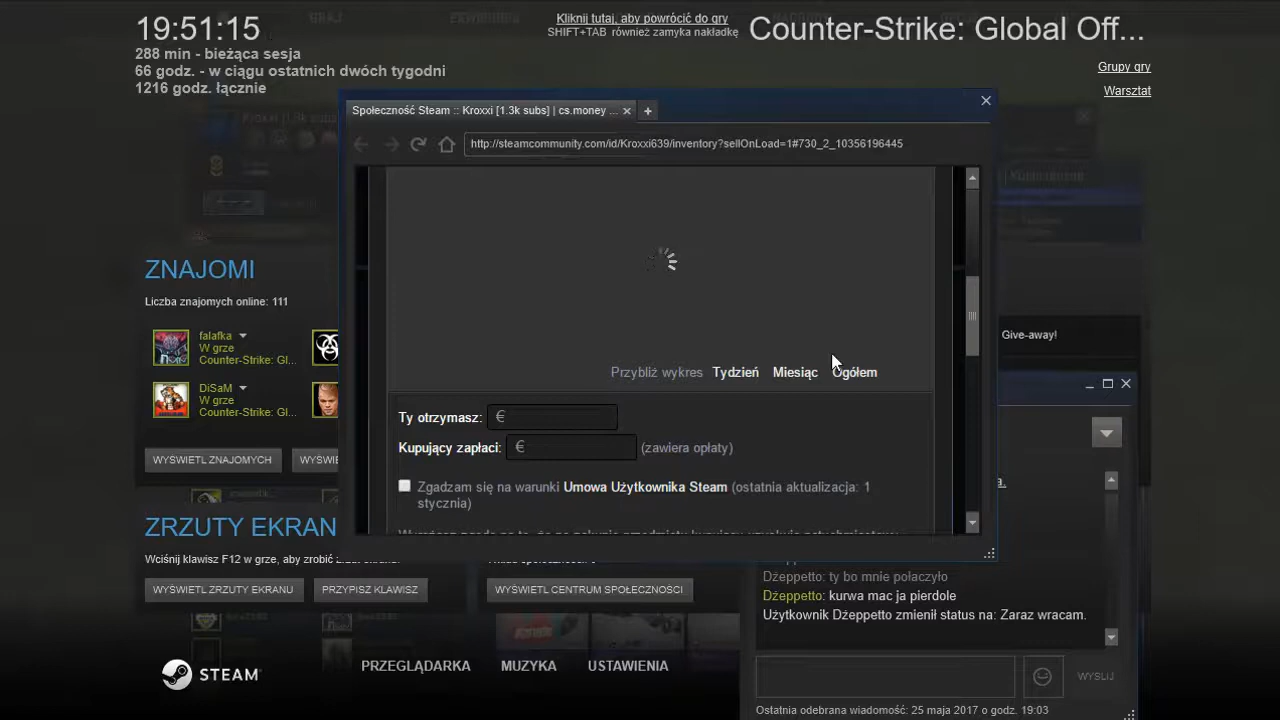 19:51:15
288 min - bieżąca sesja
66 godz. - w ciągu ostatnich dwóch tygodni
1216 godz. łącznie
Kliknij tutaj, aby powrócić do gry
SHIFT+TAB również zamyka nakładkę
Counter-Strike: Global Off...
Grupy gry
Warsztat
Społeczność Steam :: Kroxxi [1.3k subs] | cs.money ...
http://steamcommunity.com/id/Kroxxi639/inventory?sellOnLoad=1#730_2_10356196445
Przybliż wykres Tydzień Miesiąc Ogółem
Ty otrzymasz: €
Kupujący zapłaci: € (zawiera opłaty)
Zgadzam się na warunki Umowa Użytkownika Steam (ostatnia aktualizacja: 1
stycznia)
ZNAJOMI
Liczba znajomych online: 111
falafka
W grze
Counter-Strike: Gl...
DiSaM
W grze
Counter-Strike: Gl...
WYŚWIETL ZNAJOMYCH
WYŚWIE
ZRZUTY EKRAN
Wciśnij klawisz F12 w grze, aby zrobić
WYŚWIETL ZRZUTY EKRANU
PRZYPISZ KLAWISZ
WYŚWIETL CENTRUM SPOŁECZNOŚCI
Give-away!
a.
Dżeppetto: ty bo mnie połaczyło
Dżeppetto: kurwa mac ja pierdole
Użytkownik Dżeppetto zmienił status na: Zaraz wracam.
WYŚLIJ
Ostatnia odebrana wiadomość: 25 maja 2017 o godz. 19:03
STEAM
PRZEGLĄDARKA
MUZYKA
USTAWIENIA